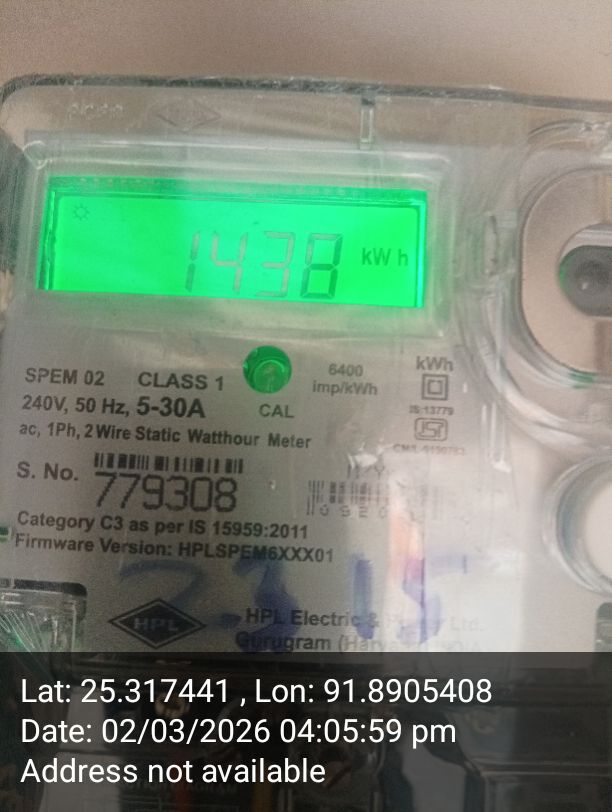 1438 kWh
SPEM 02 CLASS 1
6400 imp/kWh
kWh
240V, 50 Hz, 5-30A
CAL
IS:13779
ac, 1Ph, 2 Wire Static Watthour Meter
S. No. 779308
Category C3 as per IS 15959:2011
Firmware Version: HPLSPEM6XXX01
HPL
HPL Electric & Ltd.
Gurugram
Lat: 25.317441 , Lon: 91.8905408
Date: 02/03/2026 04:05:59 pm
Address not available